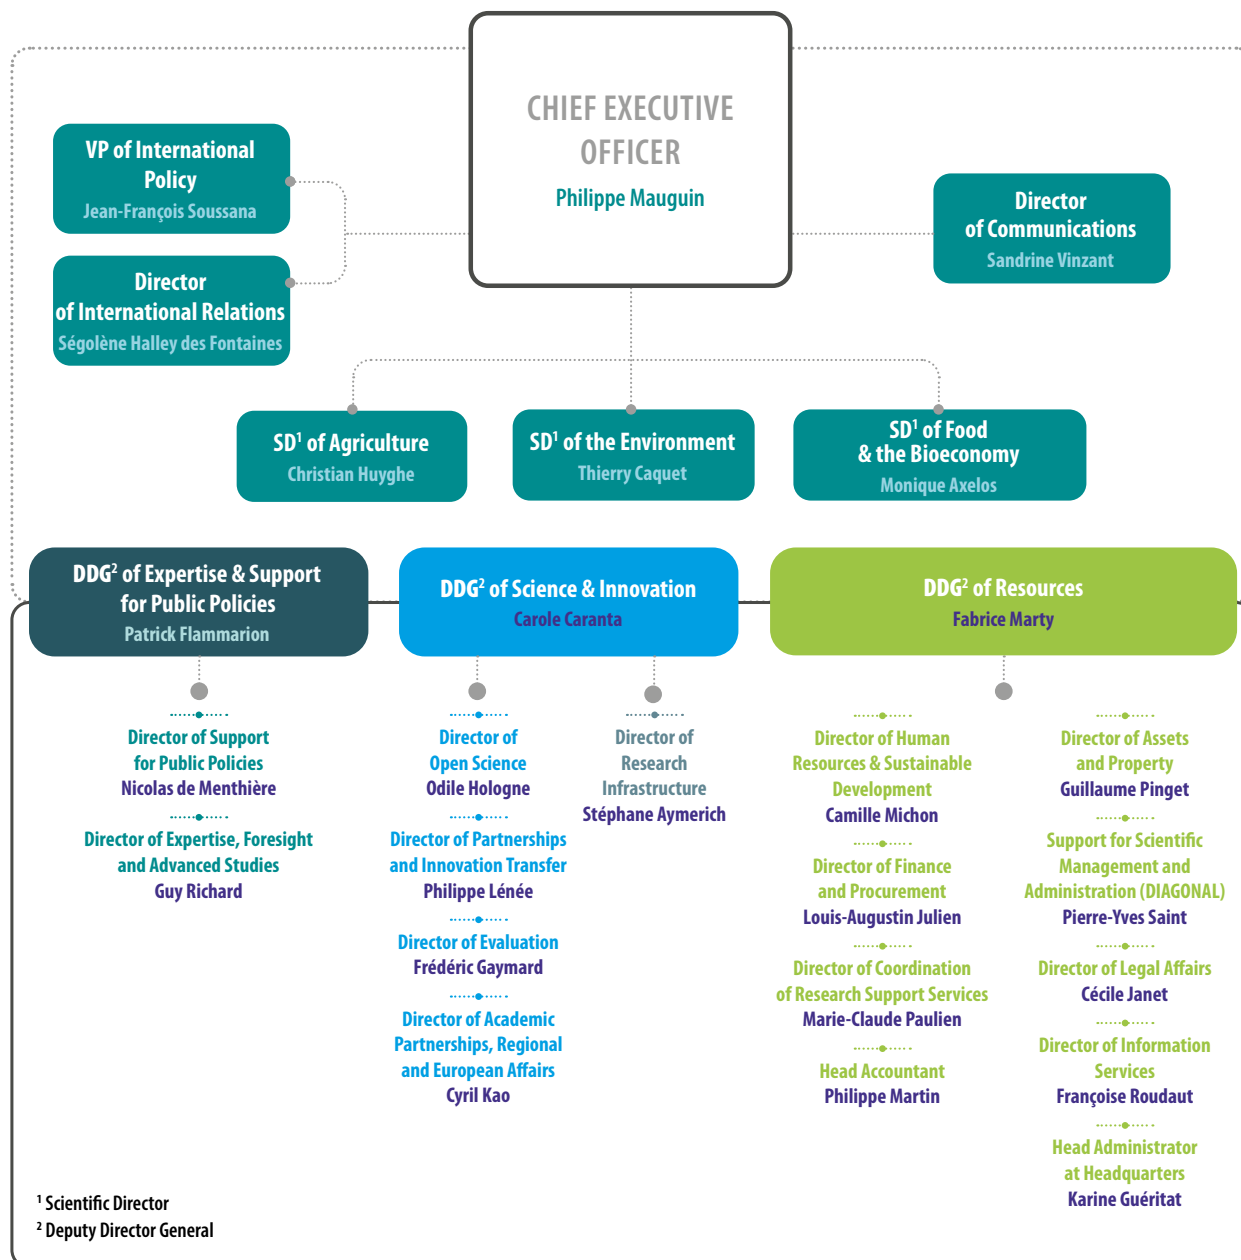 CHIEF EXECUTIVE
OFFICER
Philippe Mauguin
VP of International
Policy
Jean-François Soussana
Director
of International Relations
Ségolène Halley des Fontaines
Director
of Communications
Sandrine Vinzant
SD¹ of Agriculture
Christian Huyghe
SD¹ of the Environment
Thierry Caquet
SD¹ of Food
& the Bioeconomy
Monique Axelos
DDG² of Expertise & Support
for Public Policies
Patrick Flammarion
DDG² of Science & Innovation
Carole Caranta
DDG² of Resources
Fabrice Marty
Director of Support
for Public Policies
Nicolas de Menthière
Director of Expertise, Foresight
and Advanced Studies
Guy Richard
Director of
Open Science
Odile Hologne
Director of Partnerships
and Innovation Transfer
Philippe Lénée
Director of Evaluation
Frédéric Gaymard
Director of Academic
Partnerships, Regional
and European Affairs
Cyril Kao
Director of
Research
Infrastructure
Stéphane Aymerich
Director of Human
Resources & Sustainable
Development
Camille Michon
Director of Finance
and Procurement
Louis-Augustin Julien
Director of Coordination
of Research Support Services
Marie-Claude Paulien
Head Accountant
Philippe Martin
Director of Assets
and Property
Guillaume Pinget
Support for Scientific
Management and
Administration (DIAGONAL)
Pierre-Yves Saint
Director of Legal Affairs
Cécile Janet
Director of Information
Services
Françoise Roudaut
Head Administrator
at Headquarters
Karine Guéritat
¹ Scientific Director
² Deputy Director General